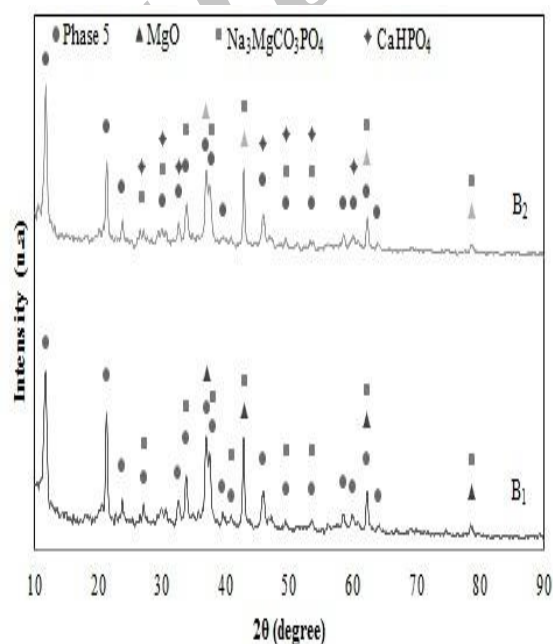 Phase 5 MgO Na₃MgCO₃PO₄ CaHPO₄
B₂
B₁
Intensity (u.a)
10 20 30 40 50 60 70 80 90
2θ (degree)